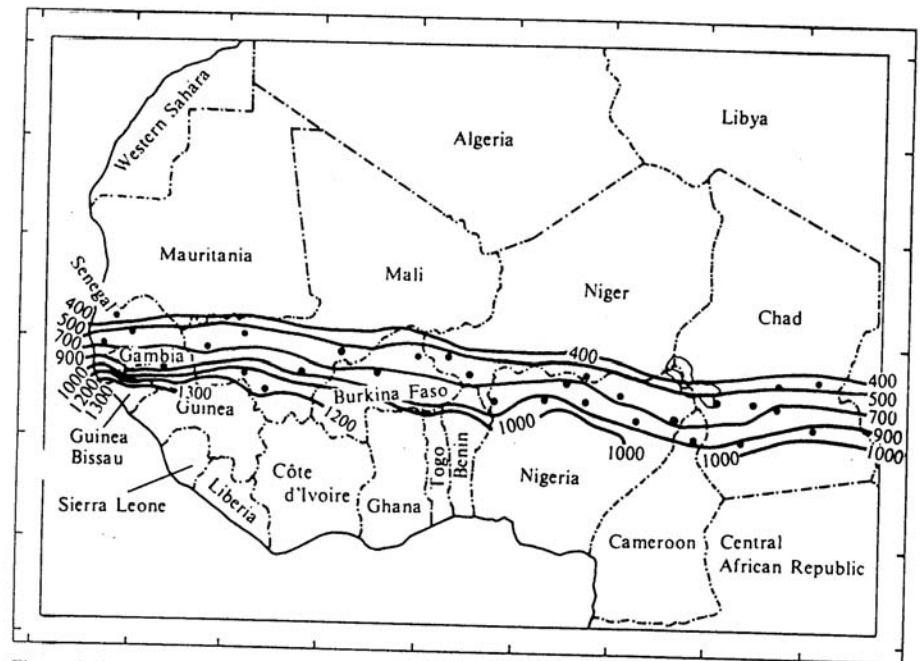 Western Sahara
Algeria
Libya
Mauritania
Mali
Niger
Chad
Senegal
400
500
700
900
1000
1200
1300
Gambia
1300
Guinea
1200
Burkina Faso
400
400
500
700
900
1000
1000
1000
1000
Guinea
Bissau
Sierra Leone
Liberia
Côte
d'Ivoire
Ghana
Togo
Benin
Nigeria
Cameroon
Central
African Republic